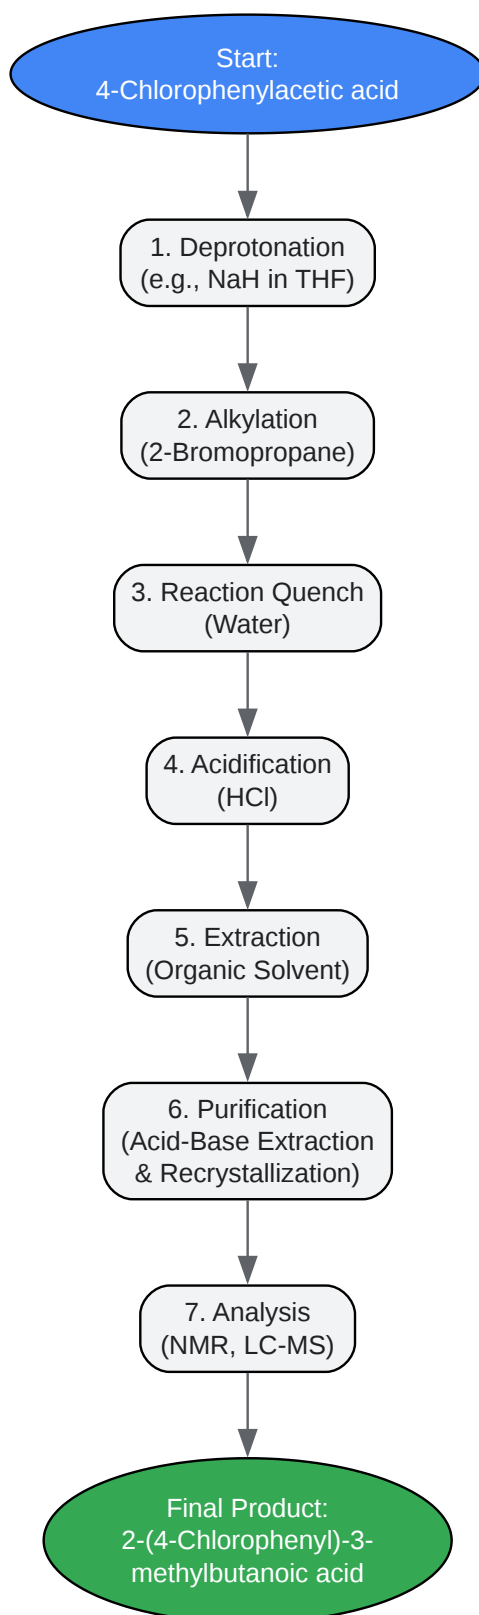 Start:
4-Chlorophenylacetic acid
1. Deprotonation
(e.g., NaH in THF)
2. Alkylation
(2-Bromopropane)
3. Reaction Quench
(Water)
4. Acidification
(HCl)
5. Extraction
(Organic Solvent)
6. Purification
(Acid-Base Extraction
& Recrystallization)
7. Analysis
(NMR, LC-MS)
Final Product:
2-(4-Chlorophenyl)-3-
methylbutanoic acid